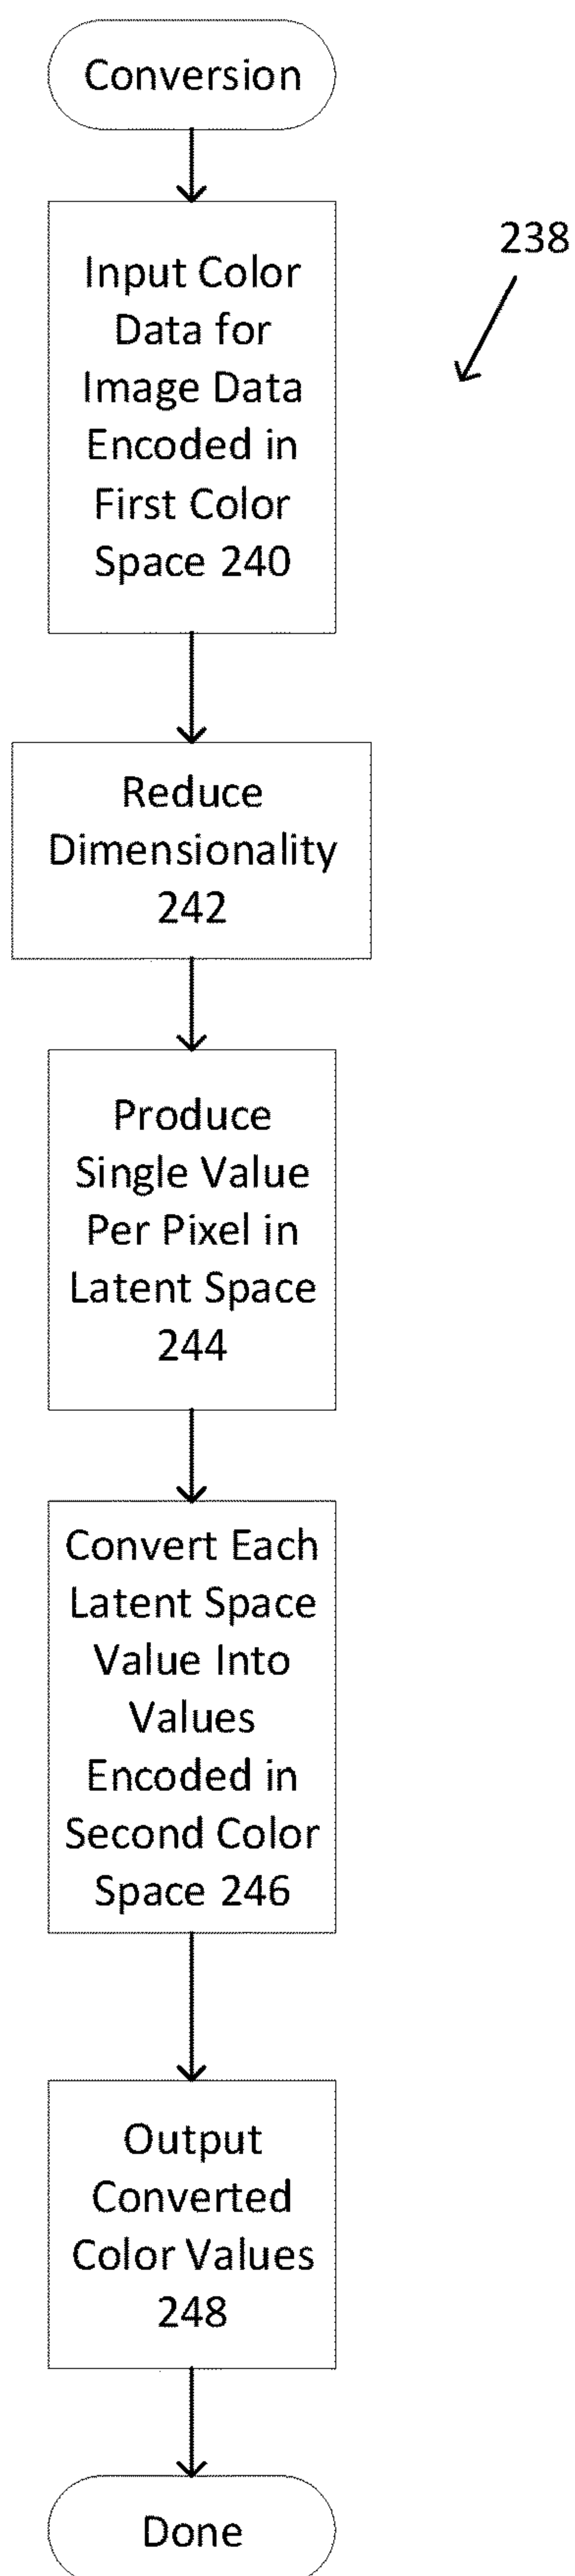 Conversion
238
Input Color
Data for
Image Data
Encoded in
First Color
Space 240
Reduce
Dimensionality
242
Produce
Single Value
Per Pixel in
Latent Space
244
Convert Each
Latent Space
Value Into
Values
Encoded in
Second Color
Space 246
Output
Converted
Color Values
248
Done